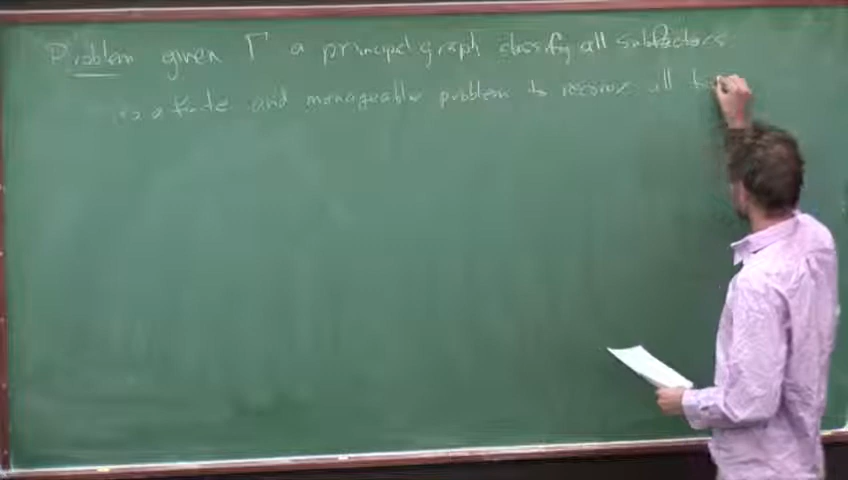 Problem given Γ a principal graph classify all subfactors.
is a finite and manageable problem to recover all